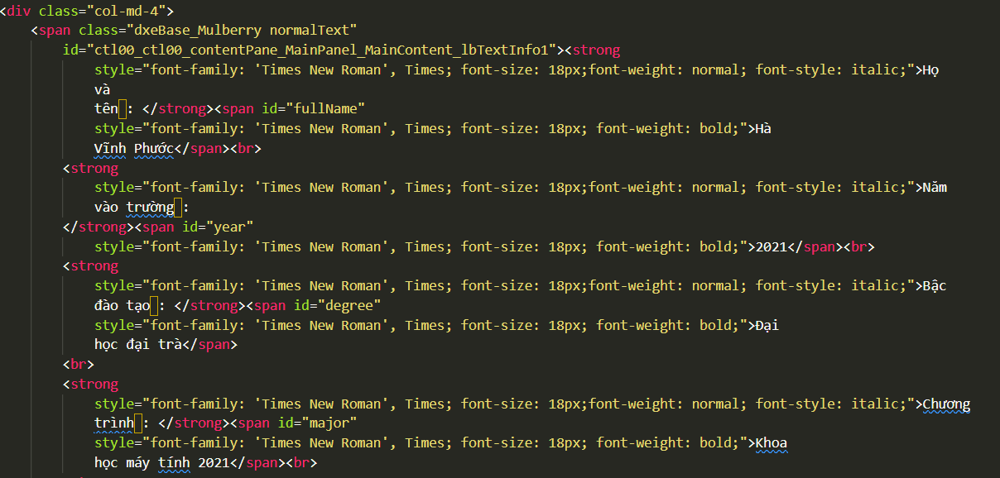 <div class="col-md-4">
<span class="dxeBase_Mulberry normalText"
id="ctl00_ctl00_contentPane_MainPanel_MainContent_lbTextInfo1"><strong
style="font-family: 'Times New Roman', Times; font-size: 18px;font-weight: normal; font-style: italic;">Họ
và
tên : </strong><span id="fullName"
style="font-family: 'Times New Roman', Times; font-size: 18px; font-weight: bold;">Hà
Vĩnh Phước</span><br>
<strong
style="font-family: 'Times New Roman', Times; font-size: 18px;font-weight: normal; font-style: italic;">Năm
vào trường :
</strong><span id="year"
style="font-family: 'Times New Roman', Times; font-size: 18px; font-weight: bold;">2021</span><br>
<strong
style="font-family: 'Times New Roman', Times; font-size: 18px;font-weight: normal; font-style: italic;">Bậc
đào tạo : </strong><span id="degree"
style="font-family: 'Times New Roman', Times; font-size: 18px; font-weight: bold;">Đại
học đại trà</span>
<br>
<strong
style="font-family: 'Times New Roman', Times; font-size: 18px;font-weight: normal; font-style: italic;">Chương
trình : </strong><span id="major"
style="font-family: 'Times New Roman', Times; font-size: 18px; font-weight: bold;">Khoa
học máy tính 2021</span><br>